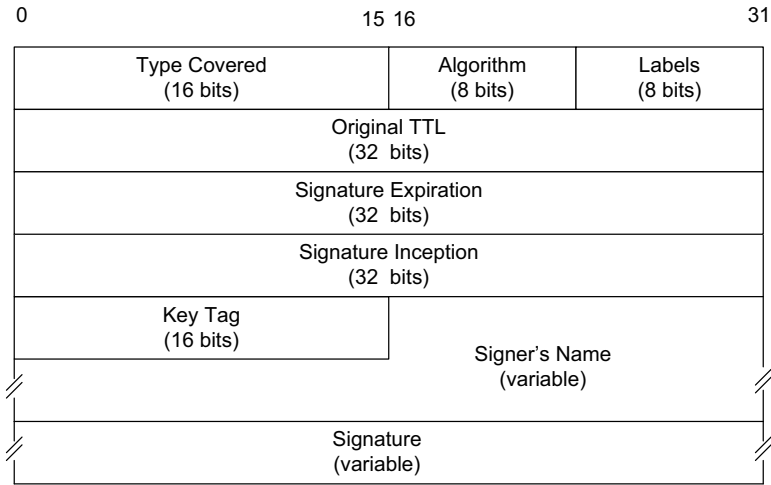 0 15 16 31
Type Covered Algorithm Labels
(16 bits) (8 bits) (8 bits)
Original TTL
(32 bits)
Signature Expiration
(32 bits)
Signature Inception
(32 bits)
Key Tag
(16 bits)
Signer's Name
(variable)
Signature
(variable)